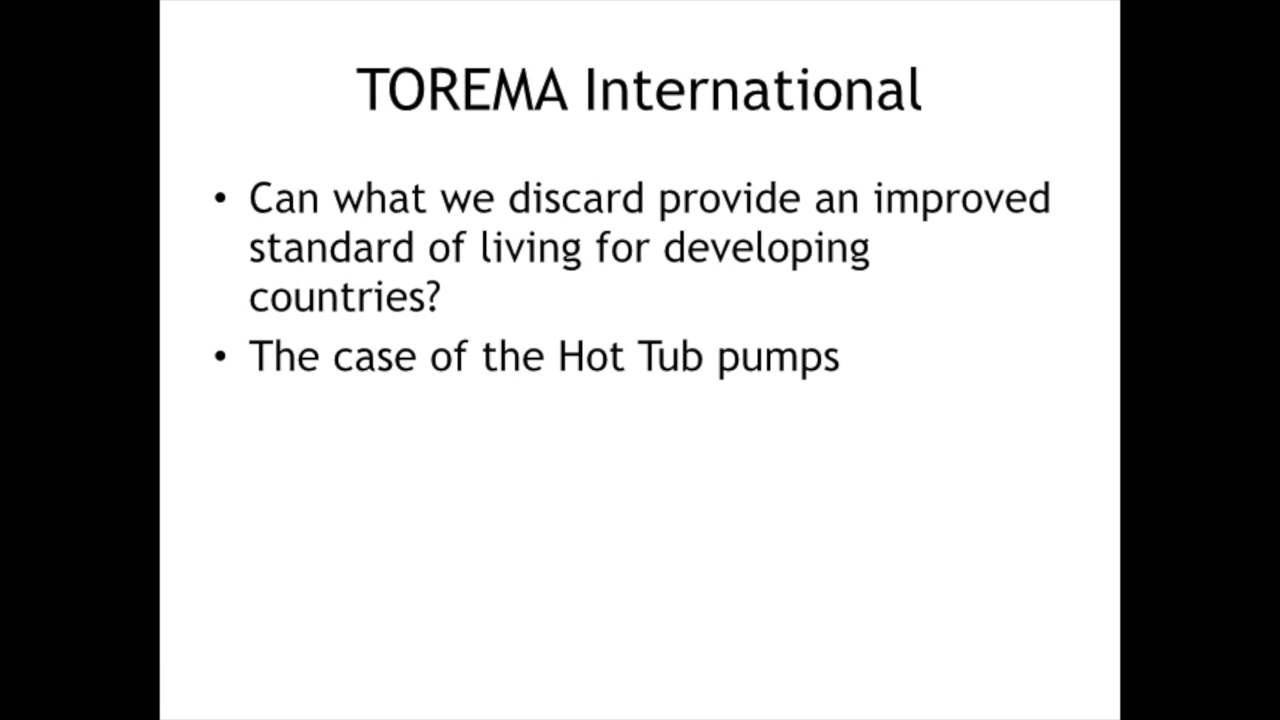 TOREMA International
• Can what we discard provide an improved
standard of living for developing
countries?
• The case of the Hot Tub pumps